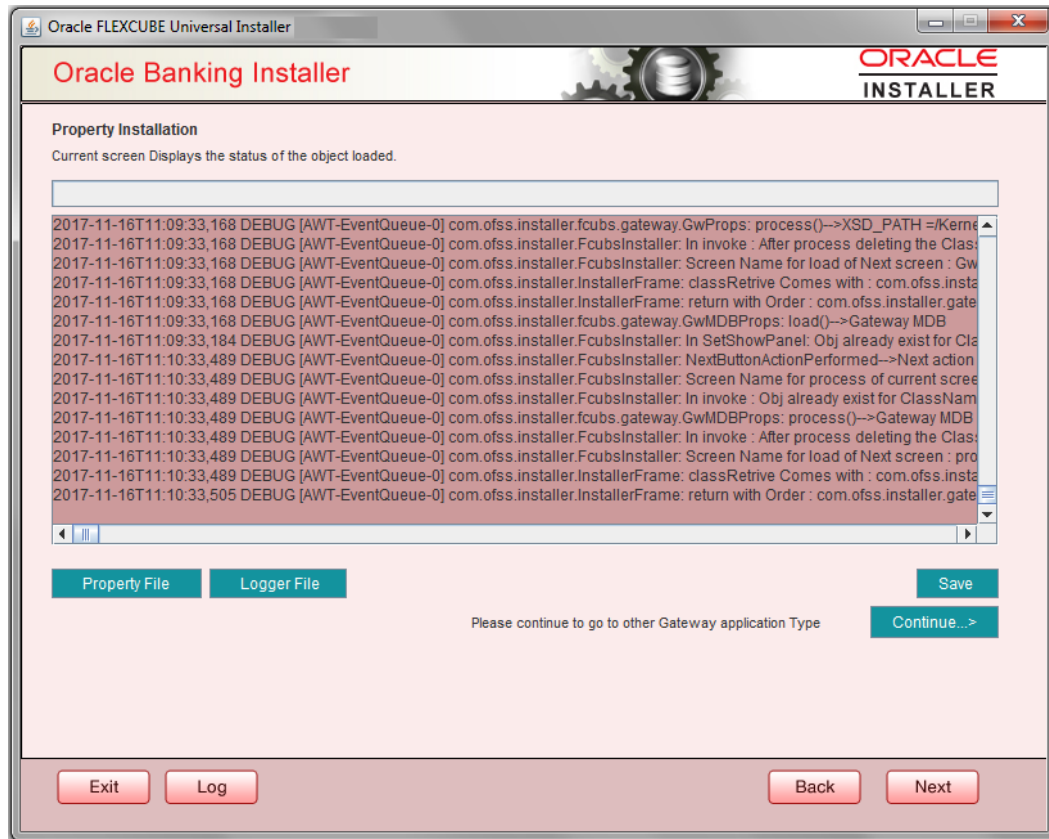 Oracle FLEXCUBE Universal Installer
Oracle Banking Installer
ORACLE
INSTALLER
Property Installation
Current screen Displays the status of the object loaded.
2017-11-16T11:09:33,168 DEBUG [AWT-EventQueue-0] com.ofss.installer.fcubs.gateway.GwProps: process()-->XSD_PATH =/Kerne
2017-11-16T11:09:33,168 DEBUG [AWT-EventQueue-0] com.ofss.installer.FcubsInstaller: In invoke : After process deleting the Clas
2017-11-16T11:09:33,168 DEBUG [AWT-EventQueue-0] com.ofss.installer.FcubsInstaller: Screen Name for load of Next screen : Gw
2017-11-16T11:09:33,168 DEBUG [AWT-EventQueue-0] com.ofss.installer.InstallerFrame: classRetrive Comes with : com.ofss.insta
2017-11-16T11:09:33,168 DEBUG [AWT-EventQueue-0] com.ofss.installer.InstallerFrame: return with Order : com.ofss.installer.gate
2017-11-16T11:09:33,168 DEBUG [AWT-EventQueue-0] com.ofss.installer.fcubs.gateway.GwMDBProps: load()-->Gateway MDB
2017-11-16T11:09:33,184 DEBUG [AWT-EventQueue-0] com.ofss.installer.FcubsInstaller: In SetShowPanel: Obj already exist for Cla
2017-11-16T11:10:33,489 DEBUG [AWT-EventQueue-0] com.ofss.installer.FcubsInstaller: NextButtonActionPerformed-->Next action
2017-11-16T11:10:33,489 DEBUG [AWT-EventQueue-0] com.ofss.installer.FcubsInstaller: Screen Name for process of current scree
2017-11-16T11:10:33,489 DEBUG [AWT-EventQueue-0] com.ofss.installer.FcubsInstaller: In invoke : Obj already exist for ClassNam
2017-11-16T11:10:33,489 DEBUG [AWT-EventQueue-0] com.ofss.installer.fcubs.gateway.GwMDBProps: process()-->Gateway MDB
2017-11-16T11:10:33,489 DEBUG [AWT-EventQueue-0] com.ofss.installer.FcubsInstaller: In invoke : After process deleting the Clas
2017-11-16T11:10:33,489 DEBUG [AWT-EventQueue-0] com.ofss.installer.FcubsInstaller: Screen Name for load of Next screen : pro
2017-11-16T11:10:33,489 DEBUG [AWT-EventQueue-0] com.ofss.installer.InstallerFrame: classRetrive Comes with : com.ofss.insta
2017-11-16T11:10:33,505 DEBUG [AWT-EventQueue-0] com.ofss.installer.InstallerFrame: return with Order : com.ofss.installer.gate
Property File Logger File Save
Please continue to go to other Gateway application Type Continue...>
Exit Log Back Next